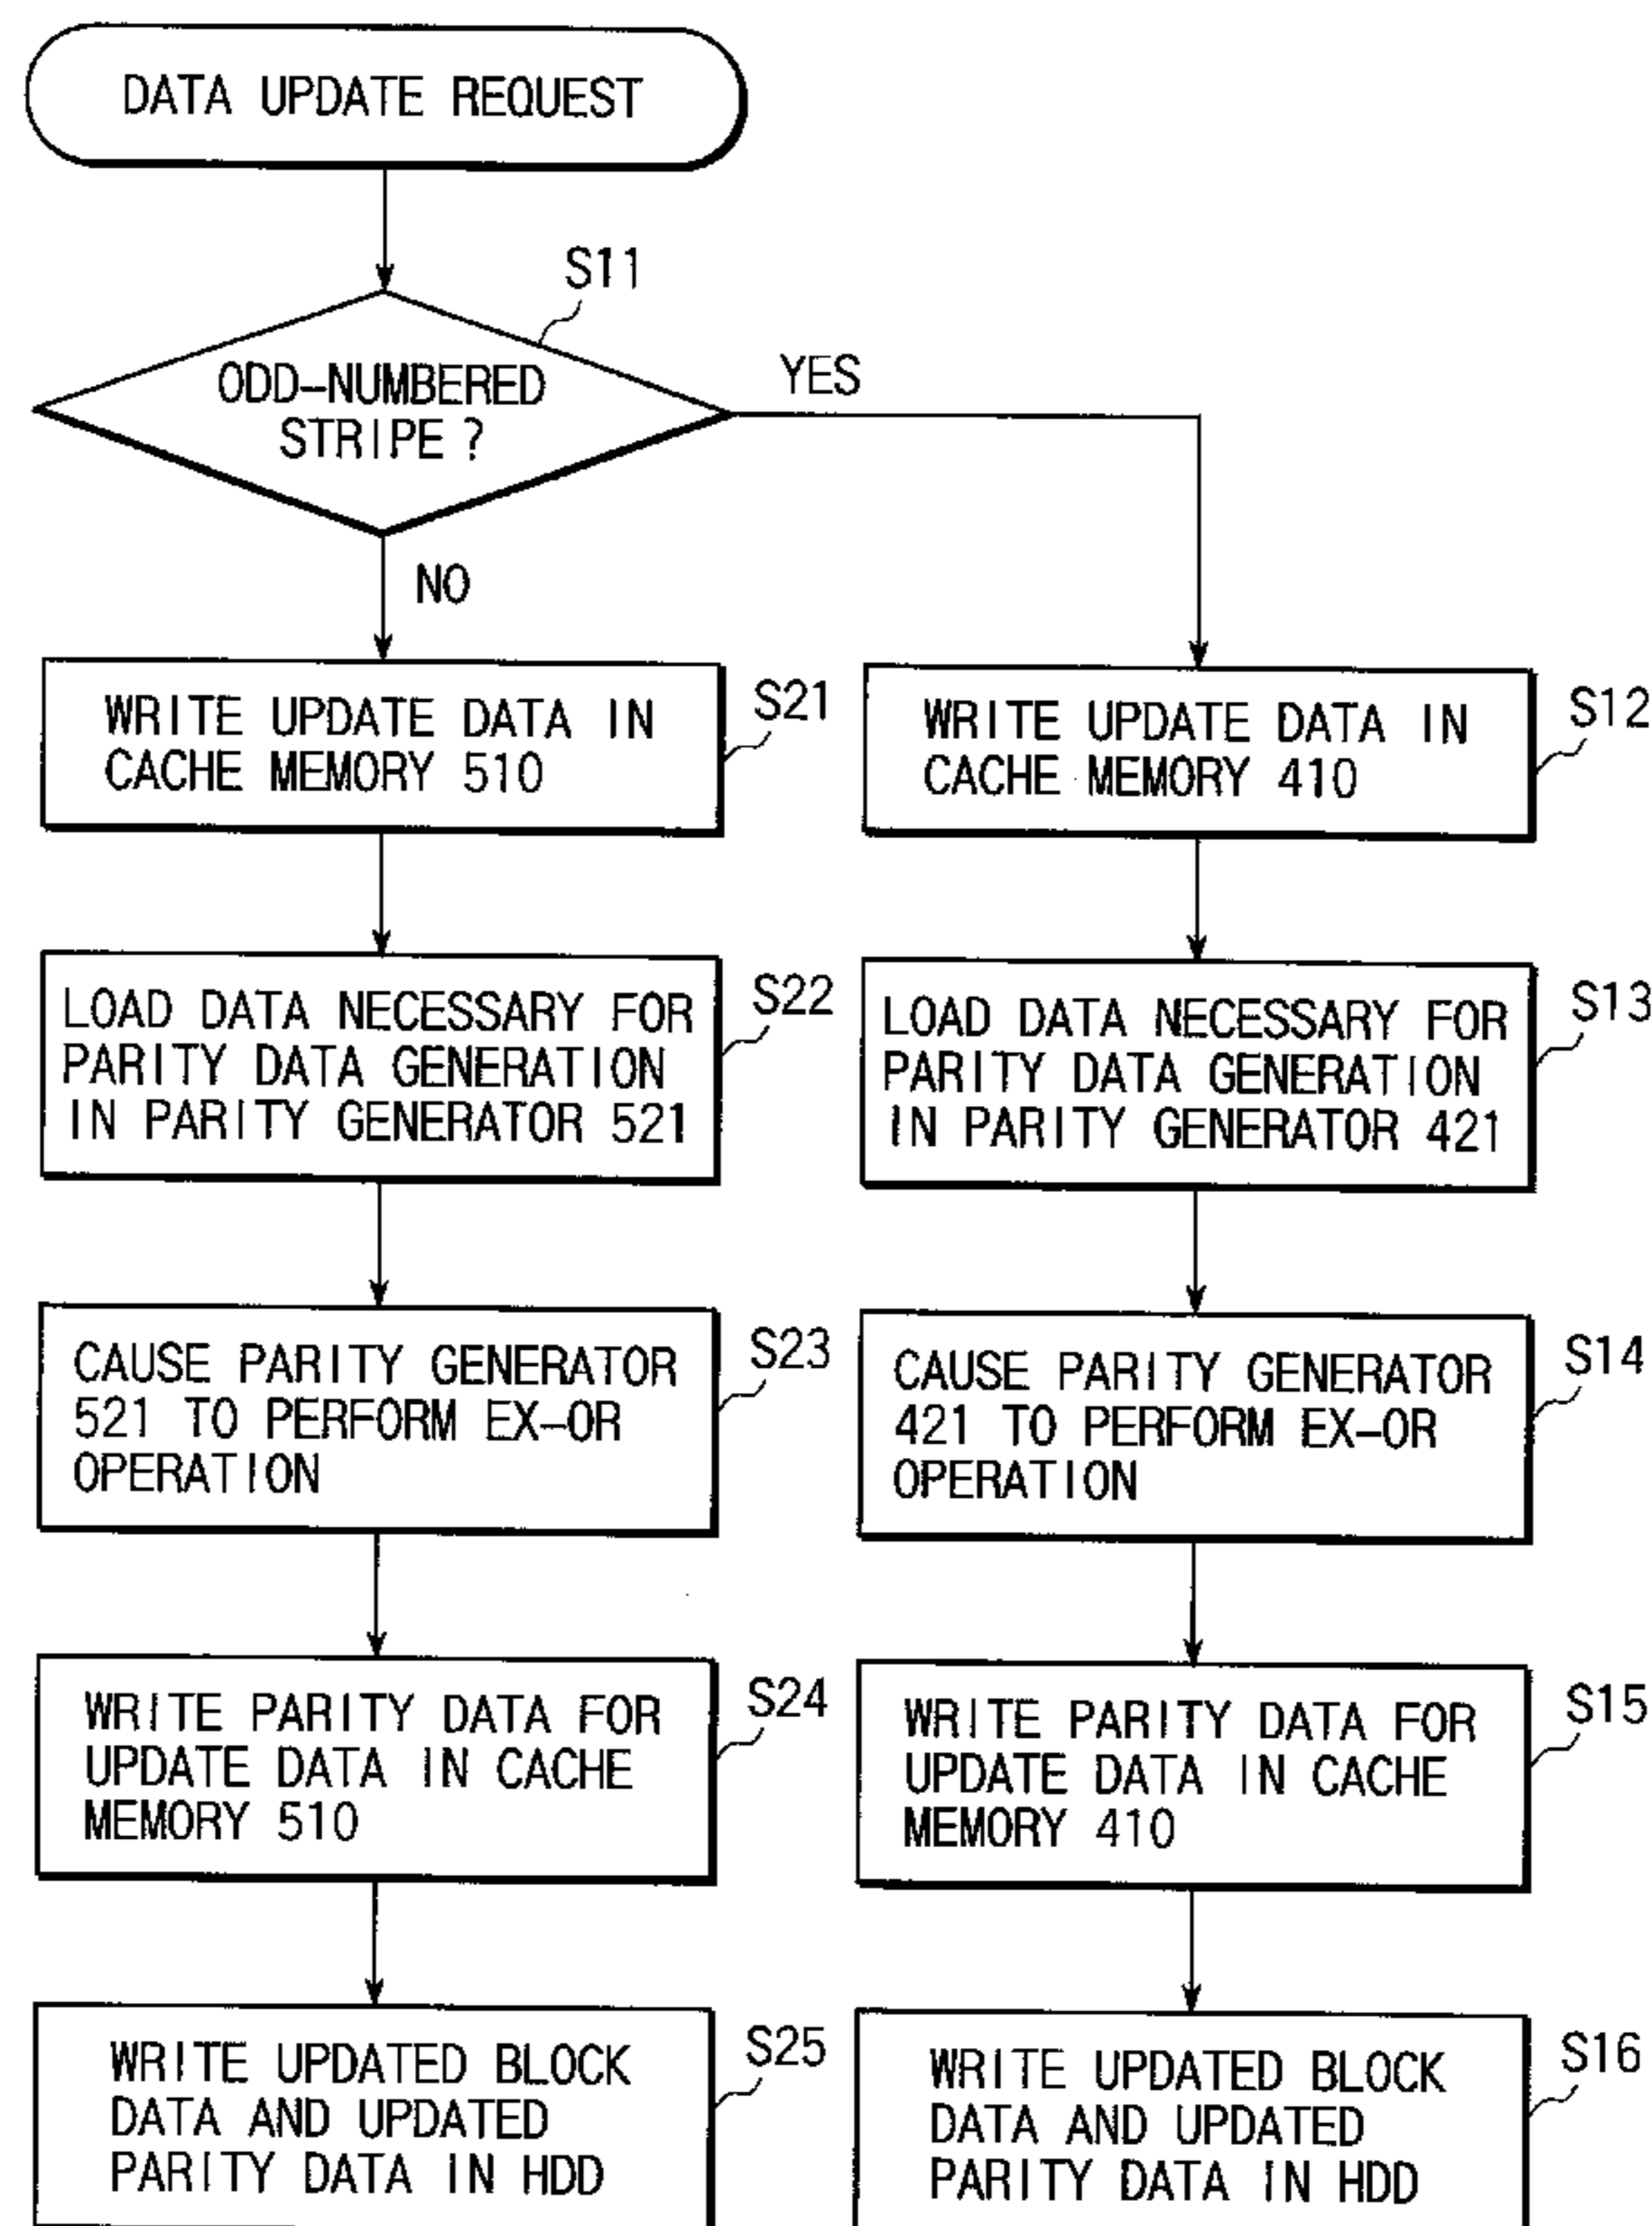 DATA UPDATE REQUEST
S11
ODD-NUMBERED
STRIPE ?
YES
NO
WRITE UPDATE DATA IN
CACHE MEMORY 510
S21
WRITE UPDATE DATA IN
CACHE MEMORY 410
S12
LOAD DATA NECESSARY FOR
PARITY DATA GENERATION
IN PARITY GENERATOR 521
S22
LOAD DATA NECESSARY FOR
PARITY DATA GENERATION
IN PARITY GENERATOR 421
S13
CAUSE PARITY GENERATOR
521 TO PERFORM EX-OR
OPERATION
S23
CAUSE PARITY GENERATOR
421 TO PERFORM EX-OR
OPERATION
S14
WRITE PARITY DATA FOR
UPDATE DATA IN CACHE
MEMORY 510
S24
WRITE PARITY DATA FOR
UPDATE DATA IN CACHE
MEMORY 410
S15
WRITE UPDATED BLOCK
DATA AND UPDATED
PARITY DATA IN HDD
S25
WRITE UPDATED BLOCK
DATA AND UPDATED
PARITY DATA IN HDD
S16